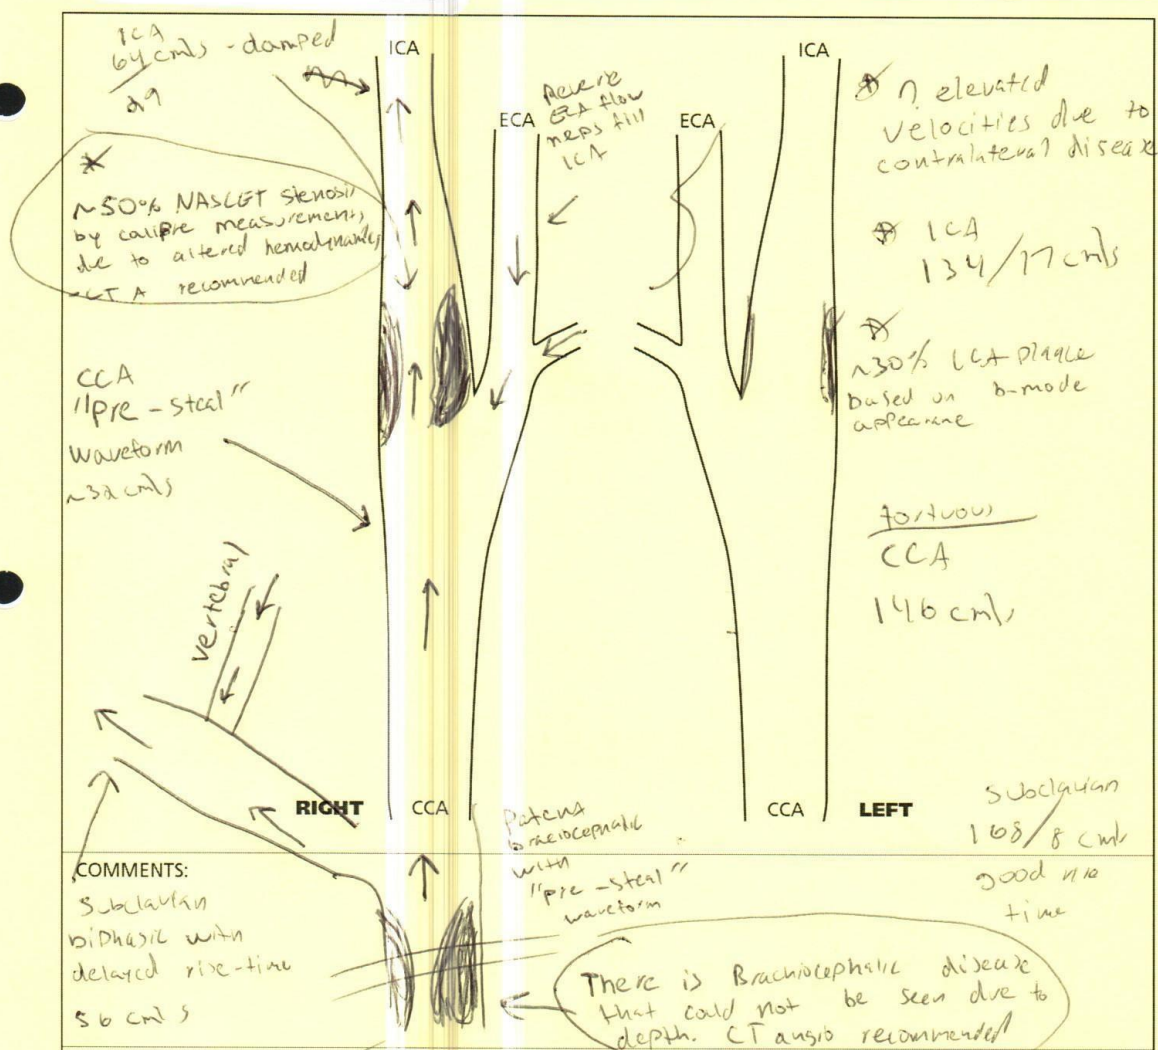 ICA
64 cm/s - damped
29
ICA
ECA
Reverse
ECA flow
helps fill
ICA
ECA
ICA
↑ elevated
velocities due to
contralateral disease
~50% NASCET stenosis
by calipre measurements,
due to altered hemodynamics
- CTA recommended
ICA
134/17 cm/s
~30% ICA plaque
based on b-mode
appearane
CCA
"pre-steal"
waveform
~32 cm/s
tortuous
CCA
146 cm/s
vertebral
RIGHT
CCA
CCA
LEFT
Subclavian
168/8 cm/s
good rise
time
Patent
braciocephalic
with
"pre-steal"
waveform
COMMENTS:
Subclavian
biphasic with
delayed rise-time
56 cm/s
There is Brachiocephalic disease
that could not be seen due to
depth. CT angio recommended